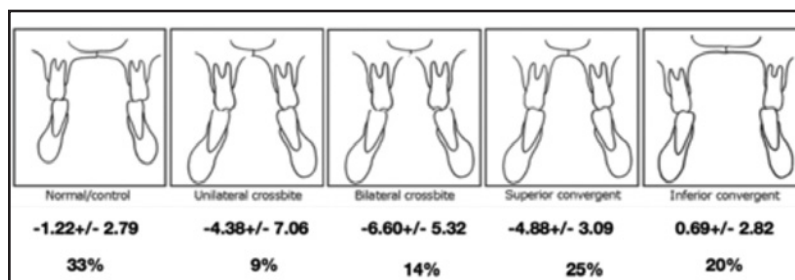 Normal/control Unilateral crossbite Bilateral crossbite Superior convergent Inferior convergent
-1.22+/- 2.79 -4.38+/- 7.06 -6.60+/- 5.32 -4.88+/- 3.09 0.69+/- 2.82
33% 9% 14% 25% 20%